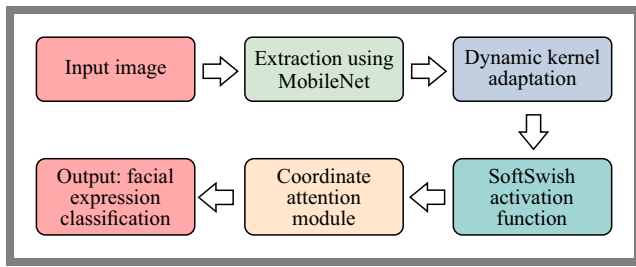 Input image
Extraction using
MobileNet
Dynamic kernel
adaptation
SoftSwish
activation
function
Coordinate
attention
module
Output: facial
expression
classification